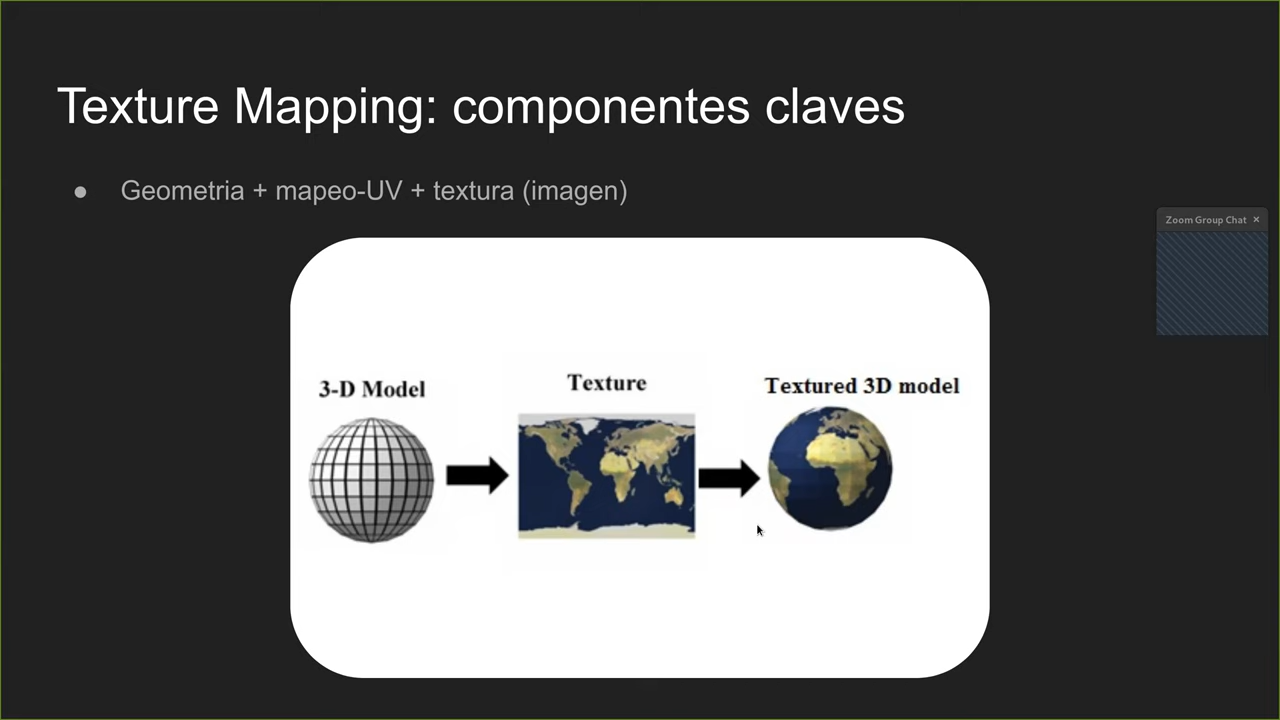 Texture Mapping: componentes claves
● Geometria + mapeo-UV + textura (imagen)
Zoom Group Chat ×
3-D Model
Texture
Textured 3D model